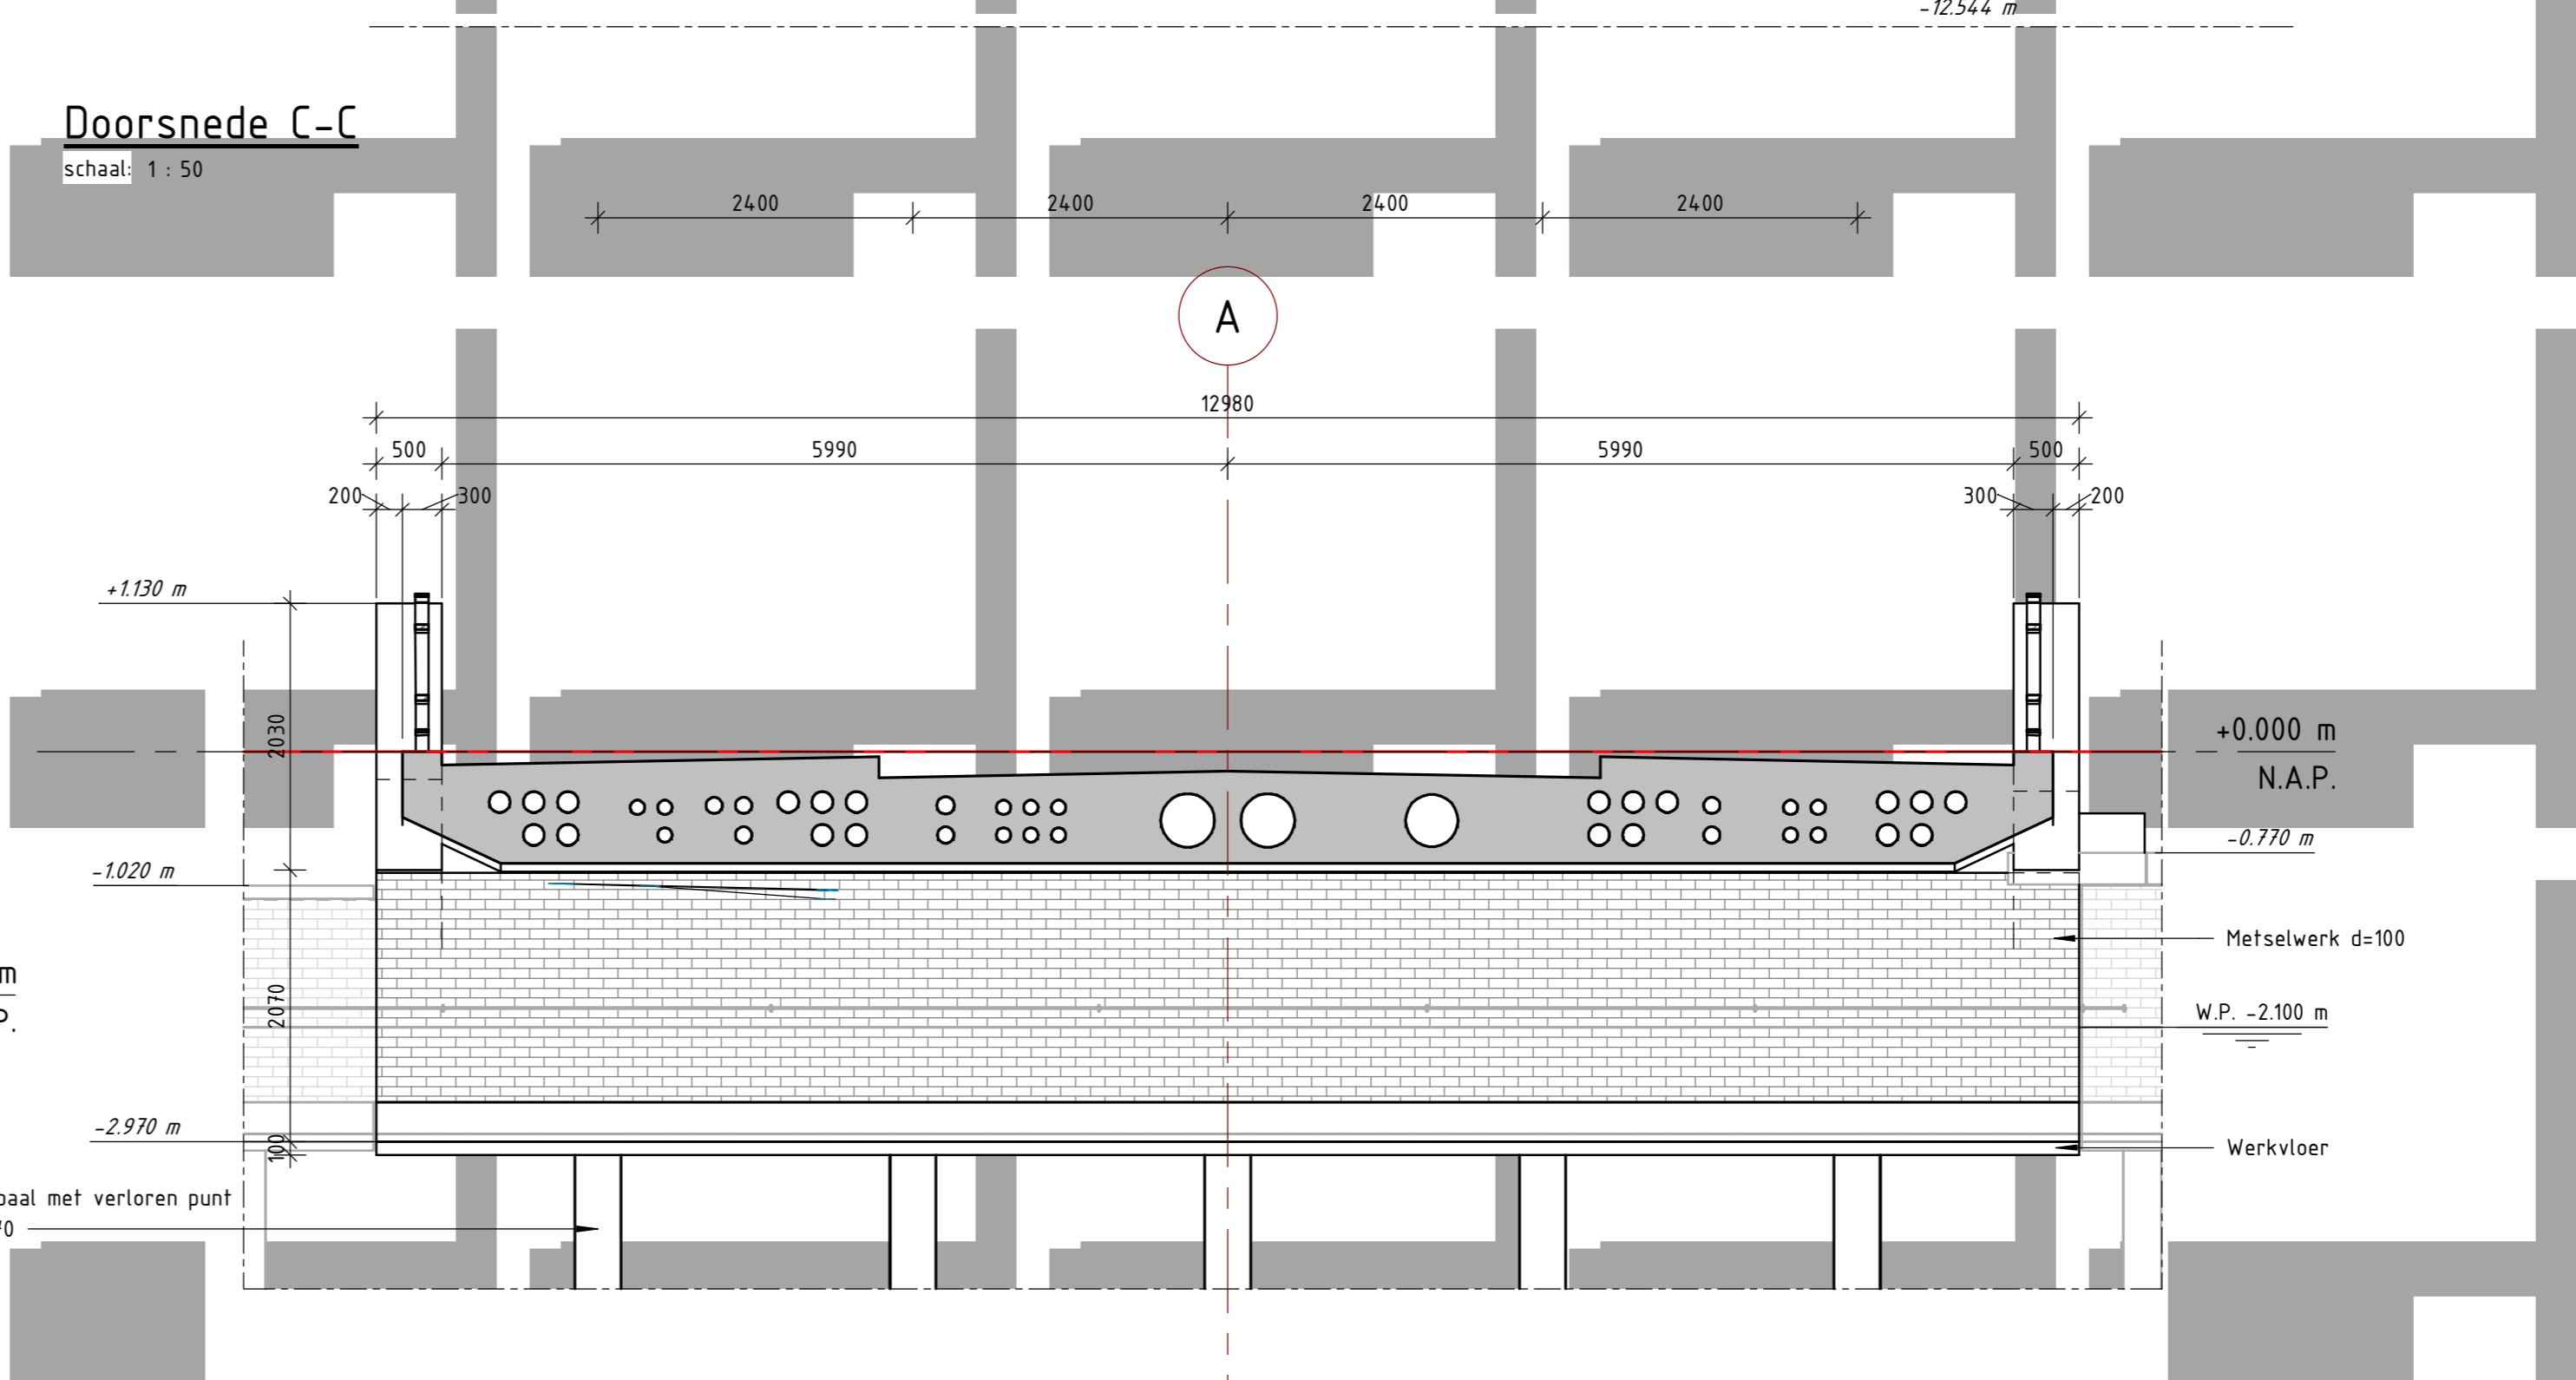 -12.544 m
Doorsnede C-C
schaal: 1 : 50
2400 2400 2400 2400
A
12980
500 5990 5990 500
200 300 300 200
+1.130 m
2030
+0.000 m
N.A.P.
-0.770 m
-1.020 m
Metselwerk d=100
m
2070
W.P. -2.100 m
-2.970 m
100
Werkvloer
paal met verloren punt